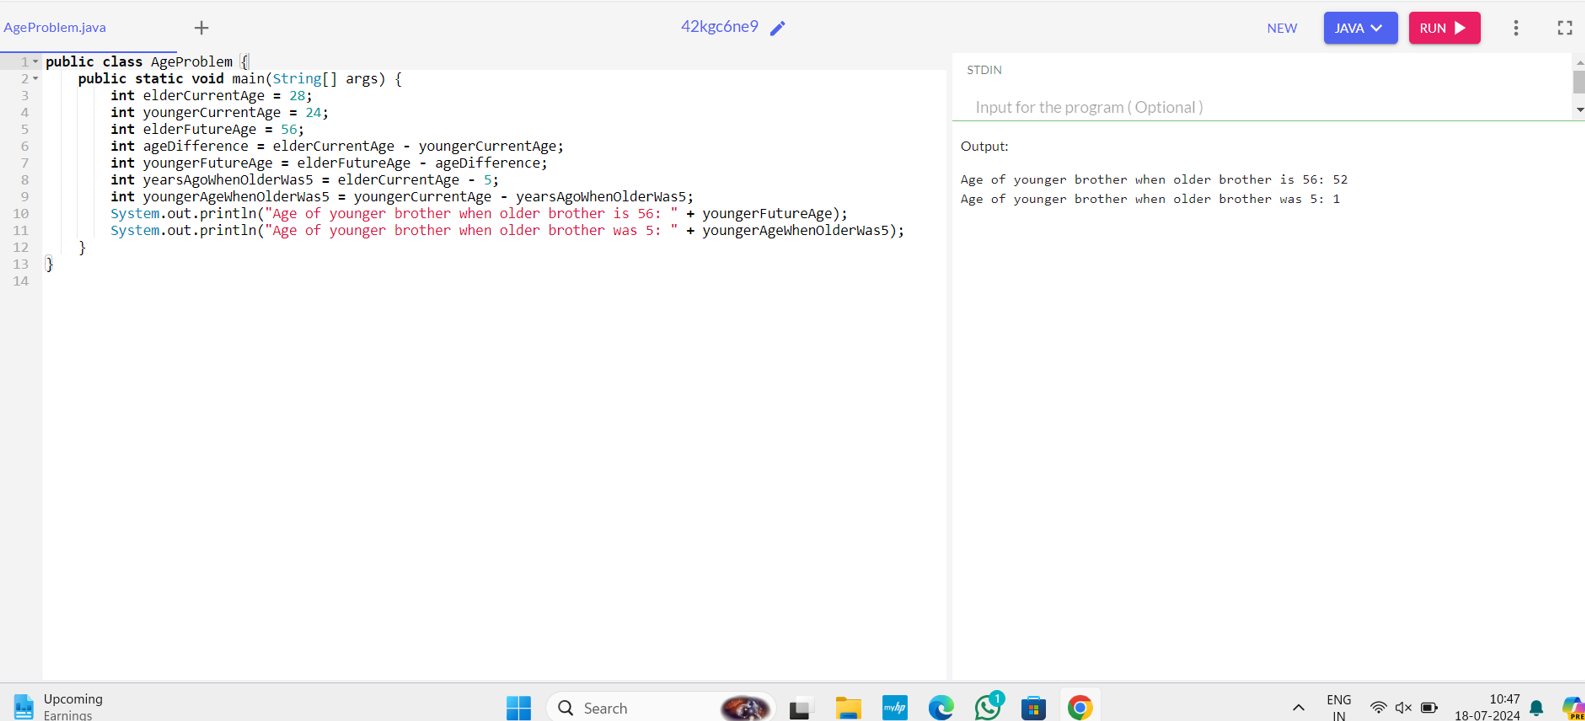 AgeProblem.java
42kgc6ne9
NEW
JAVA
RUN
1 public class AgeProblem {
2 public static void main(String[] args) {
3 int elderCurrentAge = 28;
4 int youngerCurrentAge = 24;
5 int elderFutureAge = 56;
6 int ageDifference = elderCurrentAge - youngerCurrentAge;
7 int youngerFutureAge = elderFutureAge - ageDifference;
8 int yearsAgoWhenOlderWas5 = elderCurrentAge - 5;
9 int youngerAgeWhenOlderWas5 = youngerCurrentAge - yearsAgoWhenOlderWas5;
10 System.out.println("Age of younger brother when older brother is 56: " + youngerFutureAge);
11 System.out.println("Age of younger brother when older brother was 5: " + youngerAgeWhenOlderWas5);
12 }
13 }
14
STDIN
Input for the program ( Optional )
Output:
Age of younger brother when older brother is 56: 52
Age of younger brother when older brother was 5: 1
Upcoming
Earnings
Search
myhp
1
ENG
IN
10:47
18-07-2024
PRE